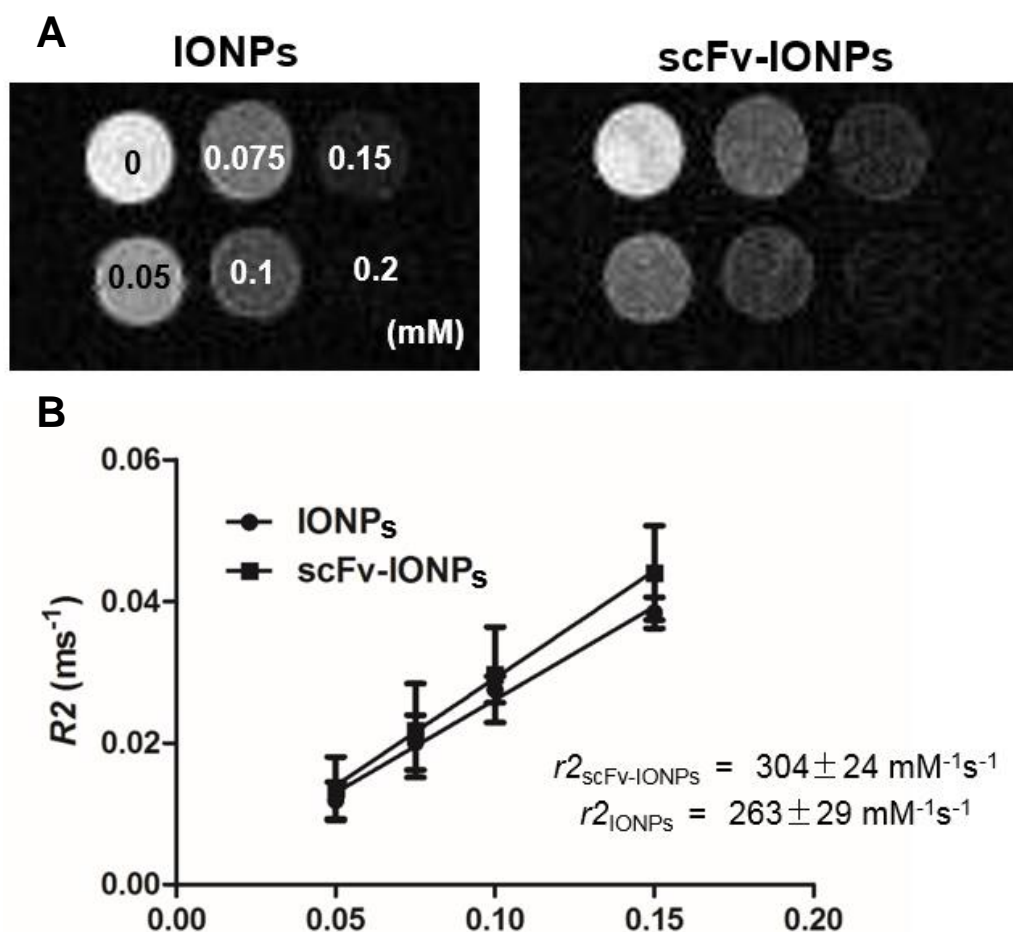 A
IONPs
scFv-IONPs
0
0.075
0.15
0.05
0.1
0.2
(mM)
B
0.06
0.04
0.02
0.00
R2 (ms⁻¹)
IONPs
scFv-IONPs
r2scFv-IONPs = 304±24 mM⁻¹s⁻¹
r2IONPs = 263±29 mM⁻¹s⁻¹
0.00 0.05 0.10 0.15 0.20